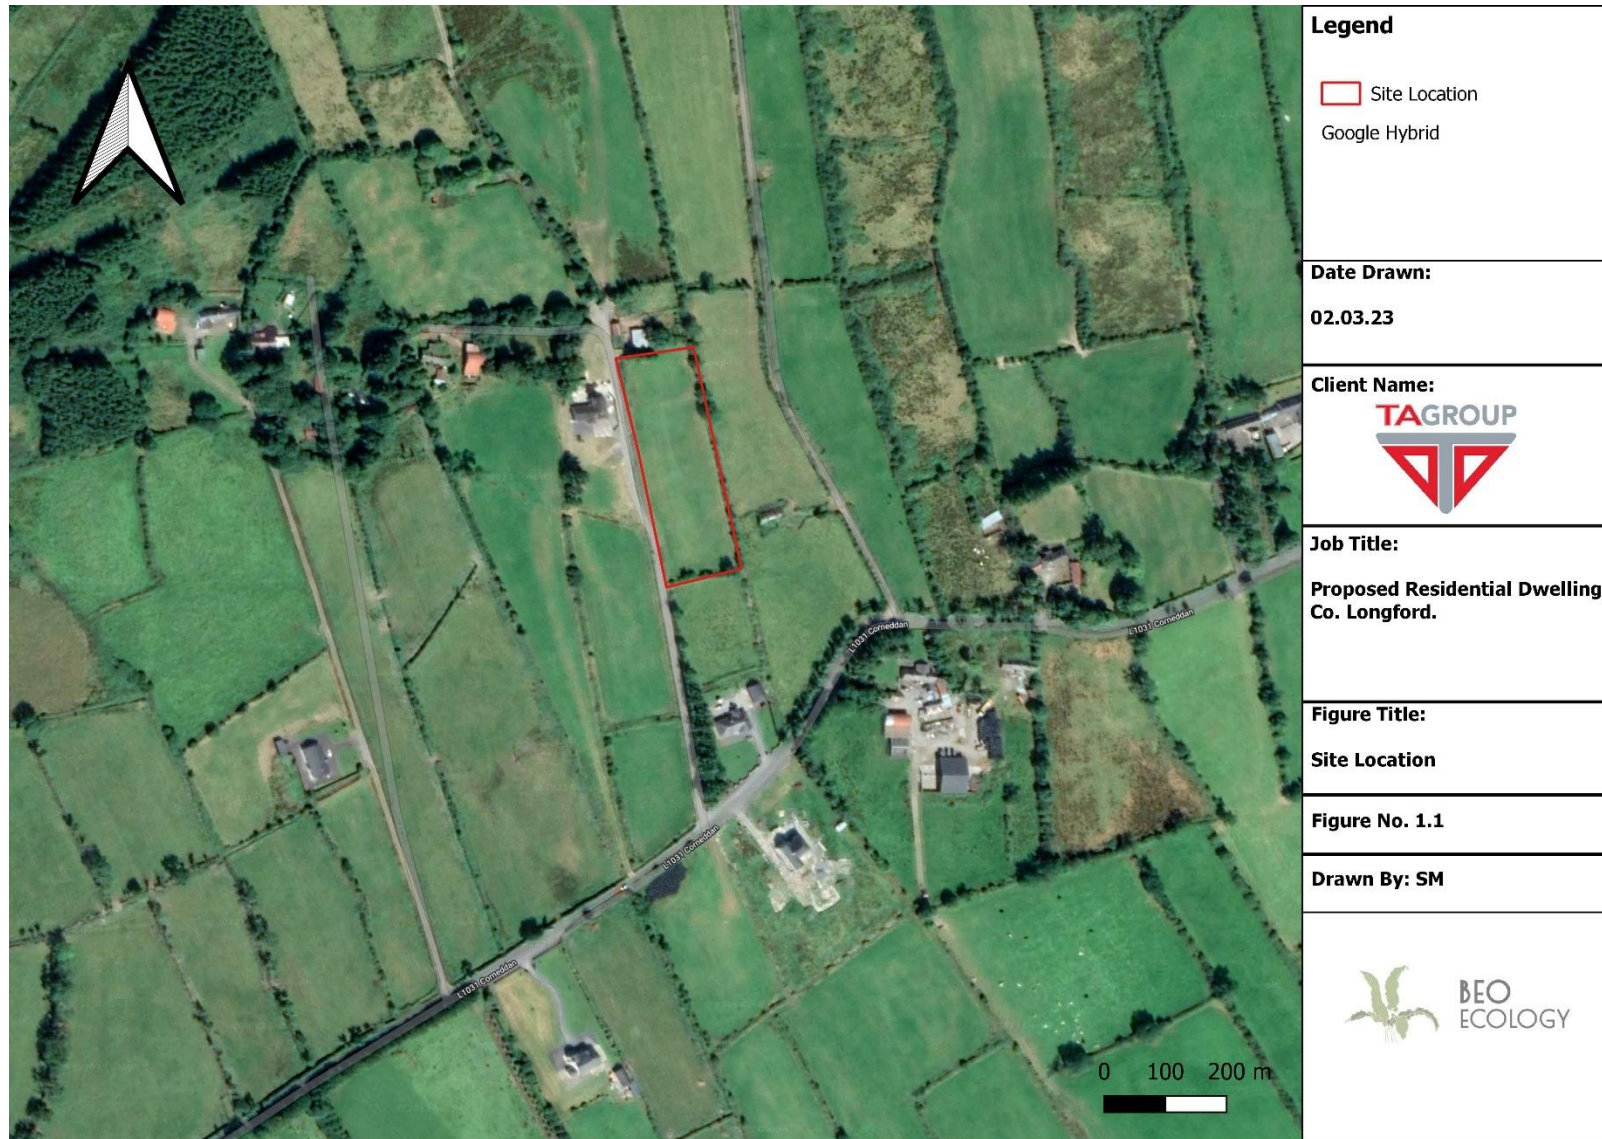 Legend
Site Location
Google Hybrid
Date Drawn:
02.03.23
Client Name:
TAGROUP
Job Title:
Proposed Residential Dwelling
Co. Longford.
Figure Title:
Site Location
Figure No. 1.1
Drawn By: SM
BEO
ECOLOGY
L1031 Corneddan
L1031 Corneddan
L1031 Corneddan
L1031 Corneddan
0 100 200 m